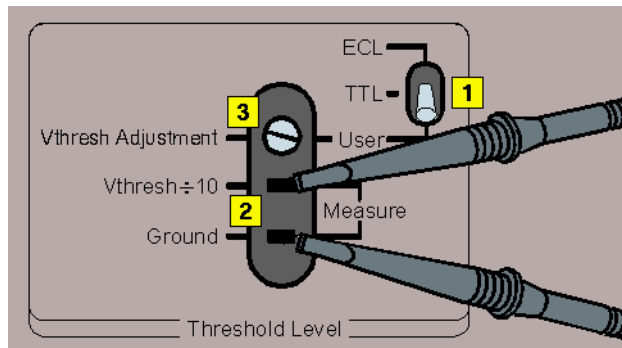 ECL
TTL
1
3
Vthresh Adjustment
User
Vthresh÷10
2
Measure
Ground
Threshold Level